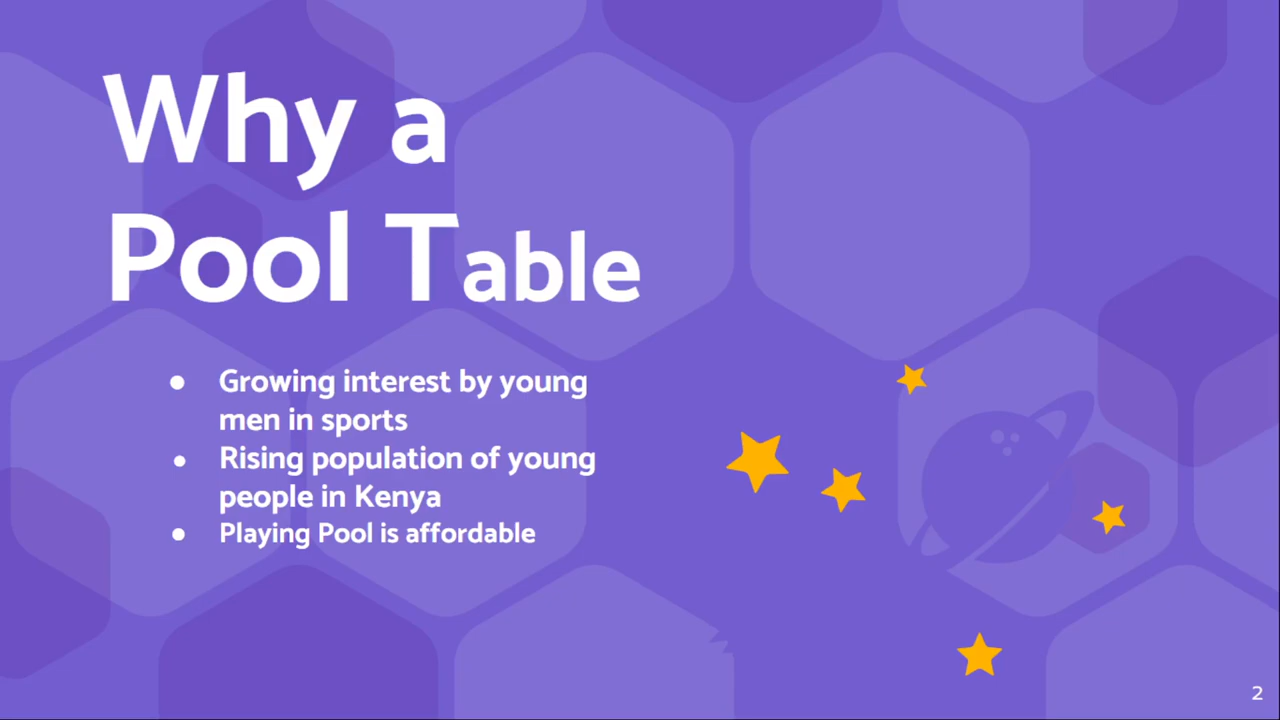 Why a
Pool Table
● Growing interest by young
men in sports
● Rising population of young
people in Kenya
● Playing Pool is affordable
2